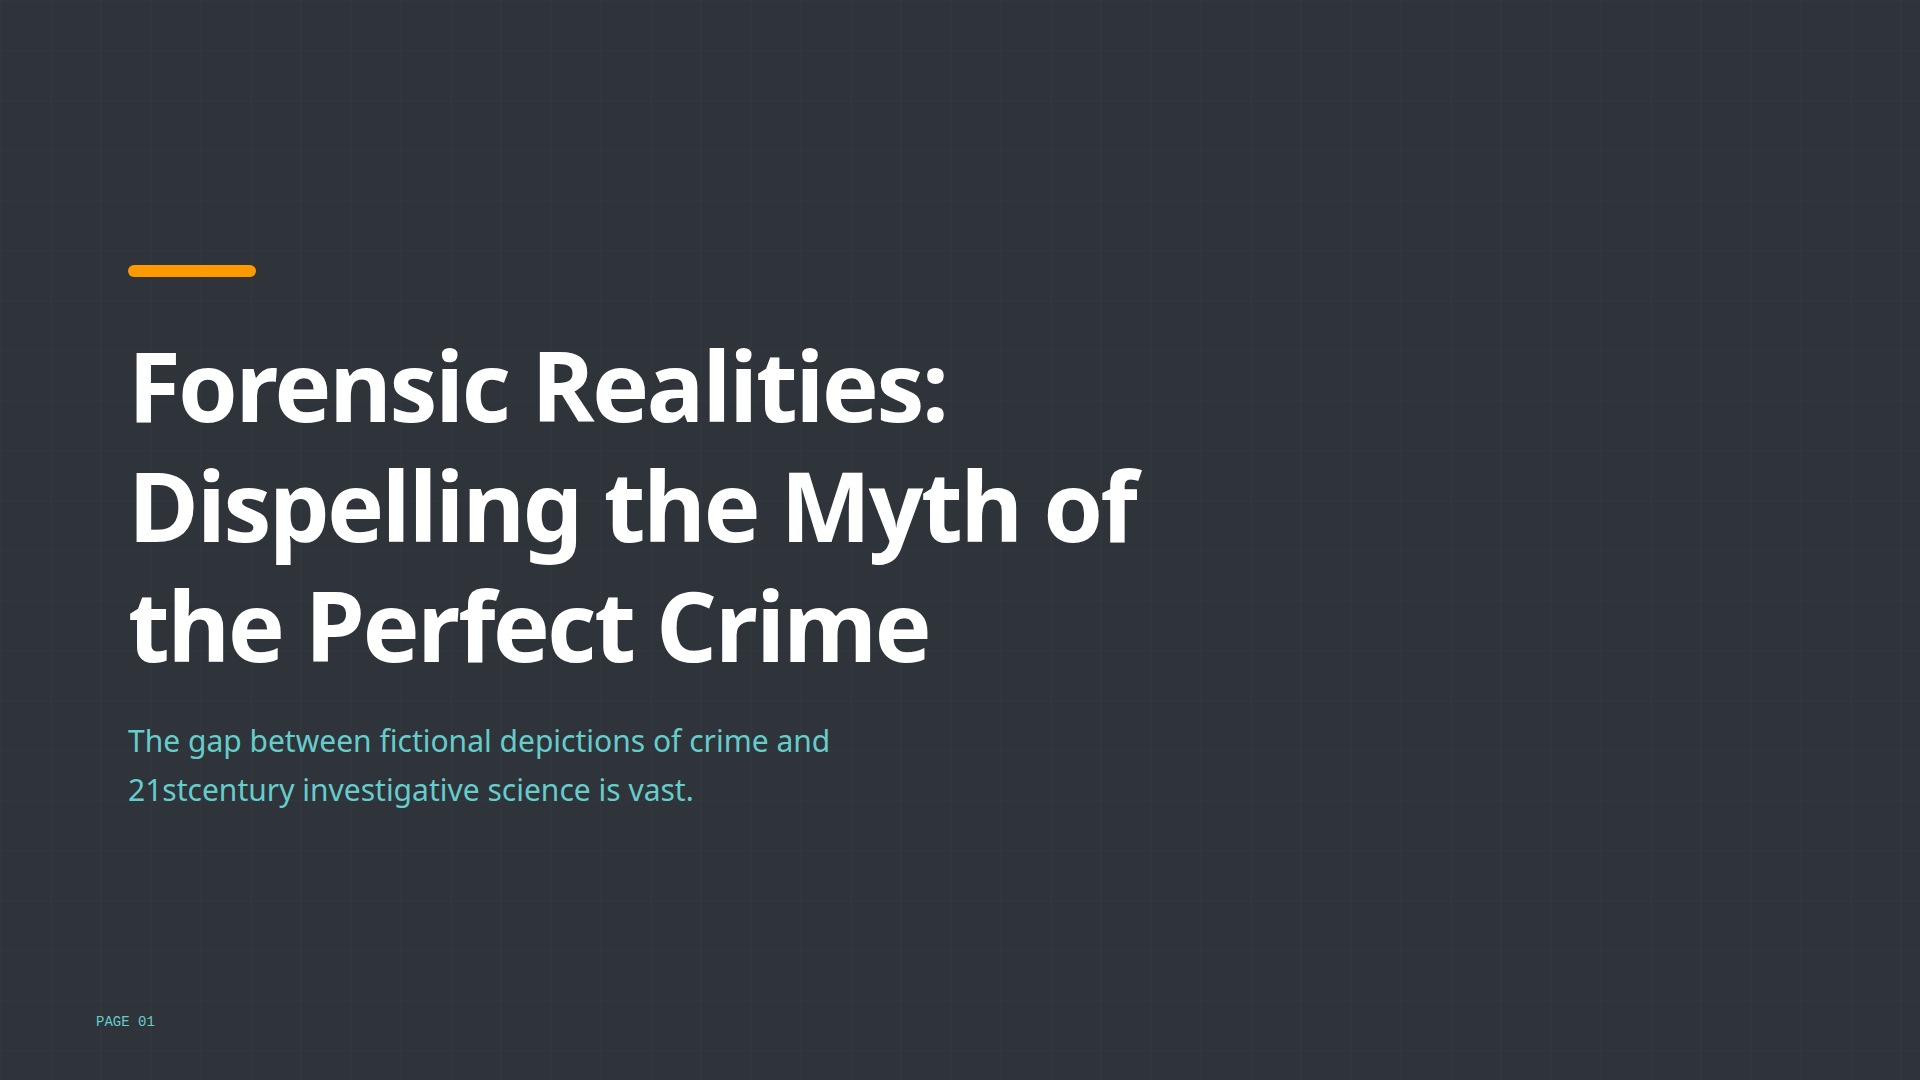 Forensic Realities:
Dispelling the Myth of
the Perfect Crime
The gap between fictional depictions of crime and
21stcentury investigative science is vast.
PAGE 01